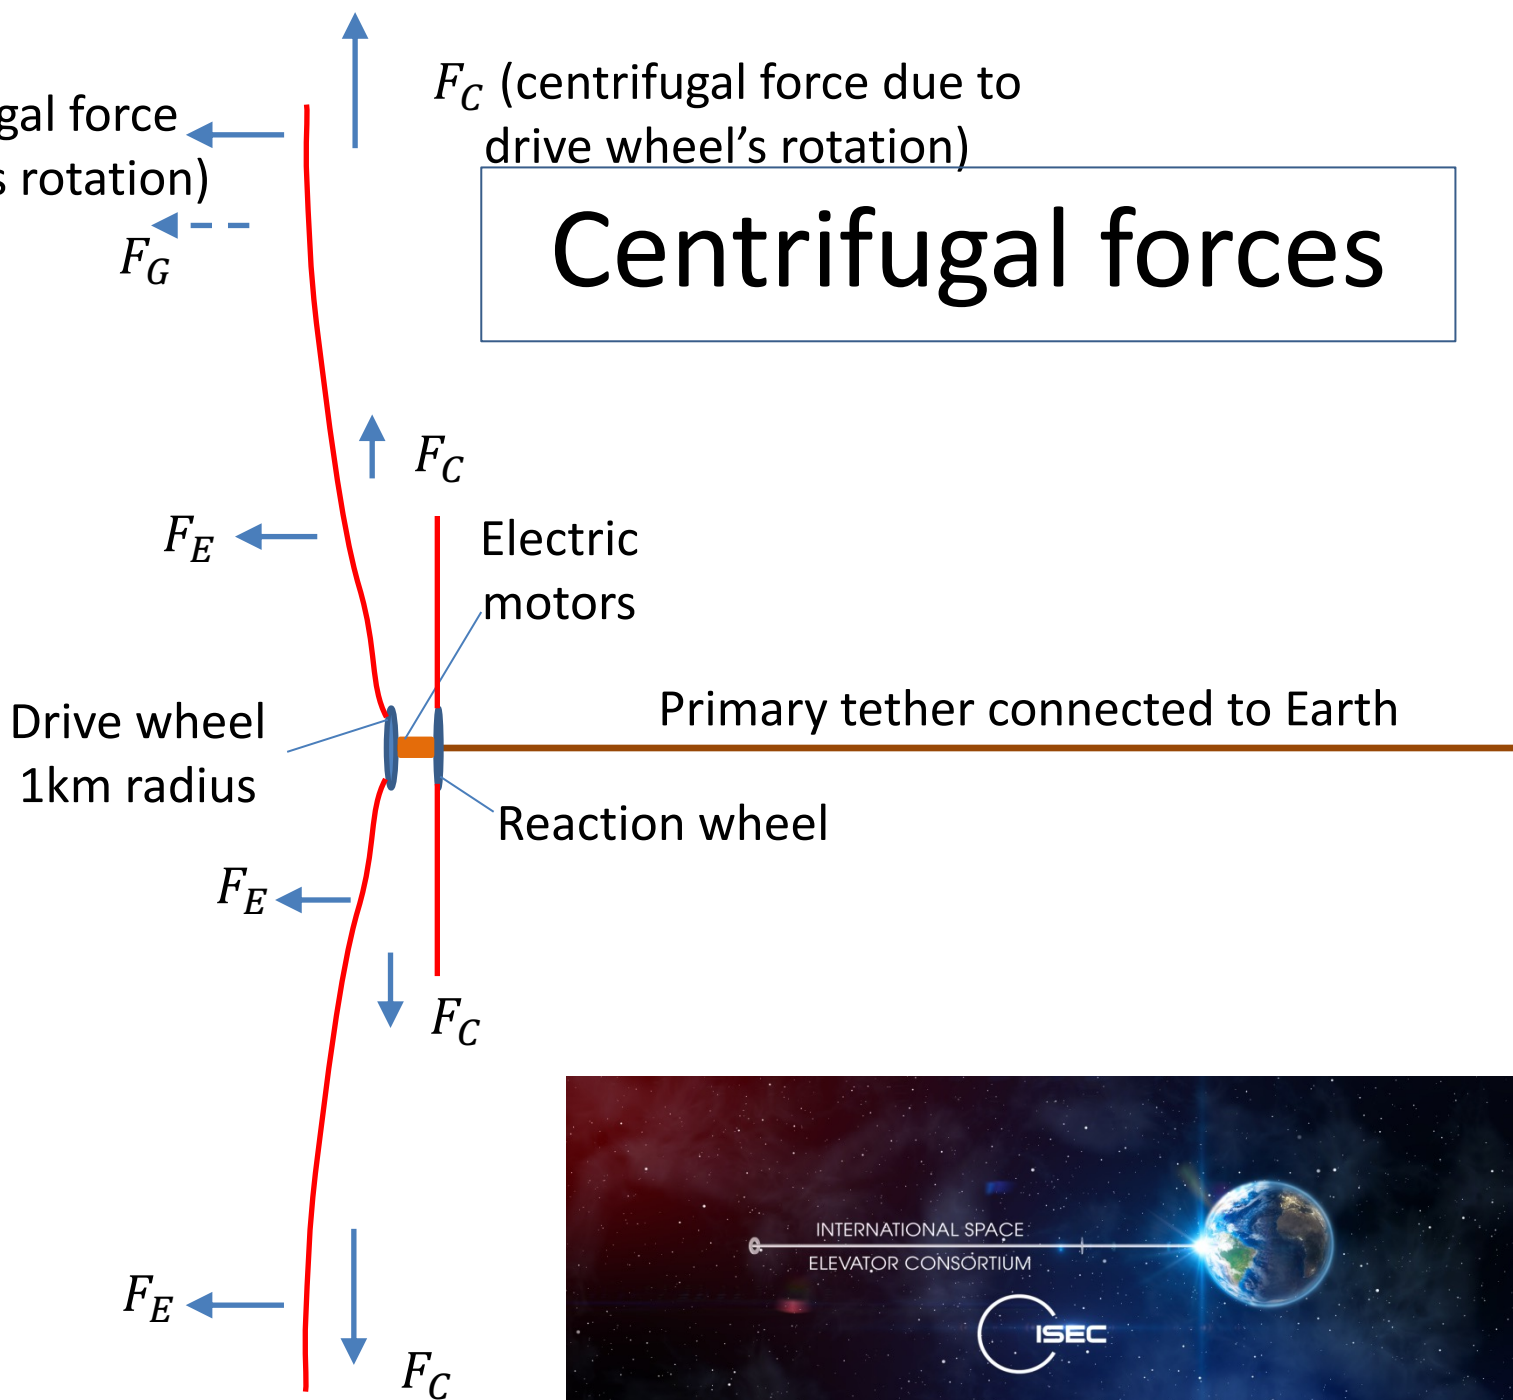 F_C (centrifugal force due to
drive wheel's rotation)
gal force
s rotation)
F_G
Centrifugal forces
F_C
F_E
Electric
motors
Drive wheel
1km radius
Primary tether connected to Earth
Reaction wheel
F_E
F_C
F_E
F_C
INTERNATIONAL SPACE
ELEVATOR CONSORTIUM
ISEC